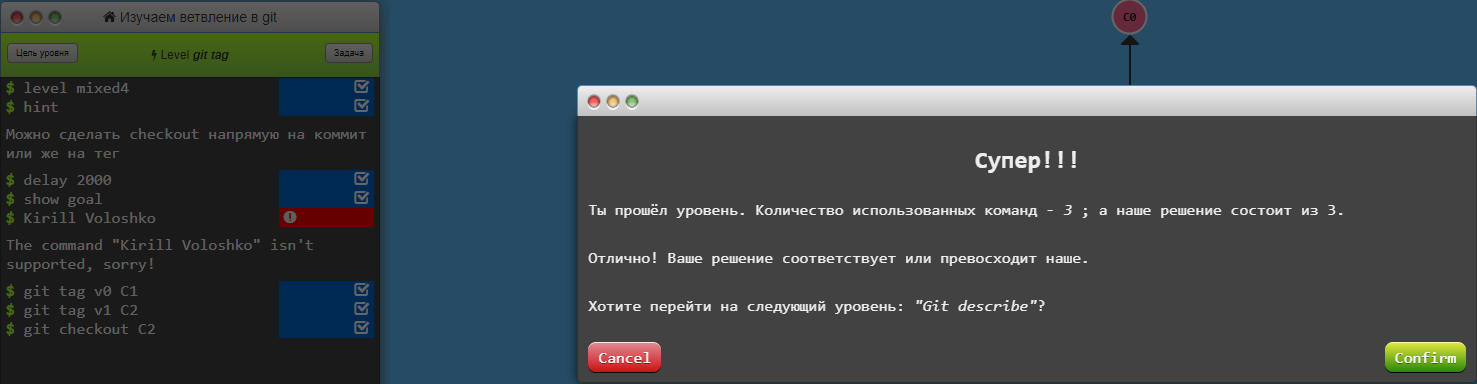 Изучаем ветвление в git
Цель уровня
Level git tag
Задача
$ level mixed4
$ hint
Можно сделать checkout напрямую на коммит
или же на тег
$ delay 2000
$ show goal
$ Kirill Voloshko
The command "Kirill Voloshko" isn't
supported, sorry!
$ git tag v0 C1
$ git tag v1 C2
$ git checkout C2
C0
Супер!!!
Ты прошёл уровень. Количество использованных команд - 3 ; а наше решение состоит из 3.
Отлично! Ваше решение соответствует или превосходит наше.
Хотите перейти на следующий уровень: "Git describe"?
Cancel
Confirm